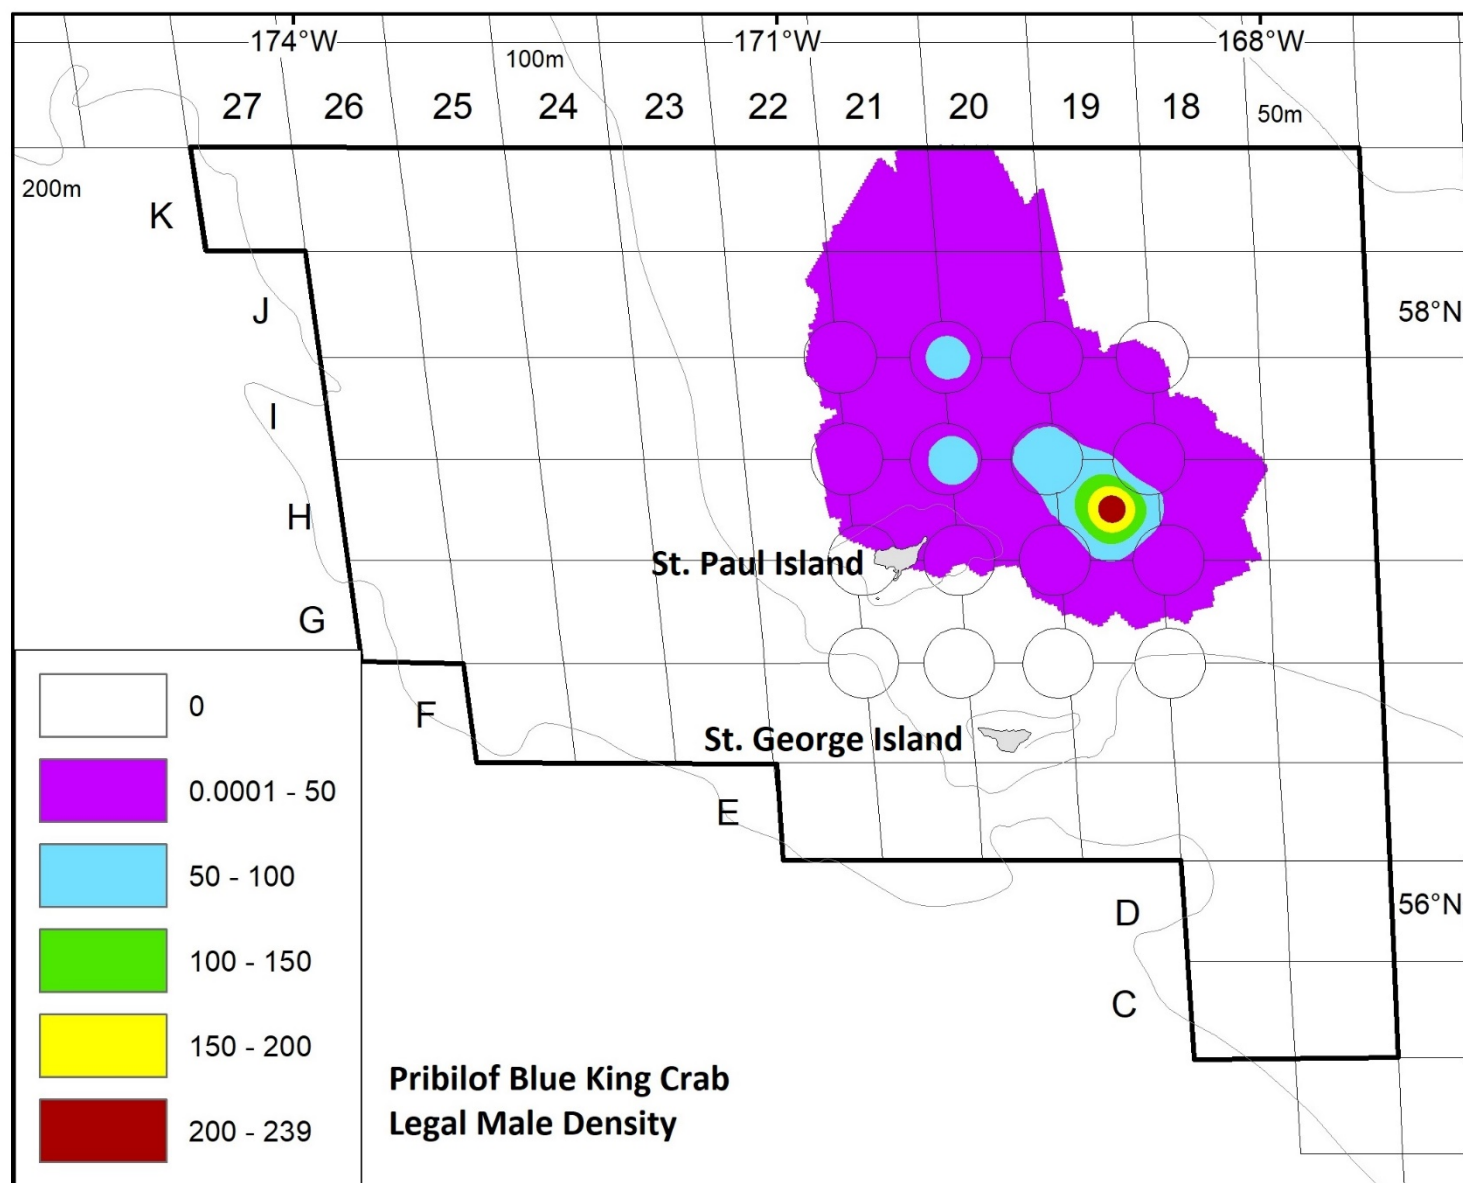 174°W 171°W 168°W
100m
27 26 25 24 23 22 21 20 19 18 50m
200m
K
J
58°N
I
H
St. Paul Island
G
0
F
St. George Island
0.0001 - 50
E
50 - 100
56°N
D
100 - 150
C
150 - 200
Pribilof Blue King Crab
Legal Male Density
200 - 239